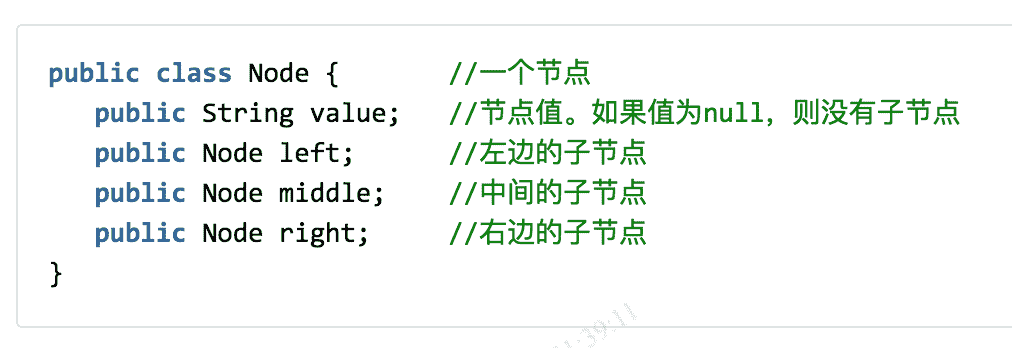 public class Node {       //一个节点
   public String value;   //节点值。如果值为null，则没有子节点
   public Node left;      //左边的子节点
   public Node middle;    //中间的子节点
   public Node right;     //右边的子节点
}
:39:11